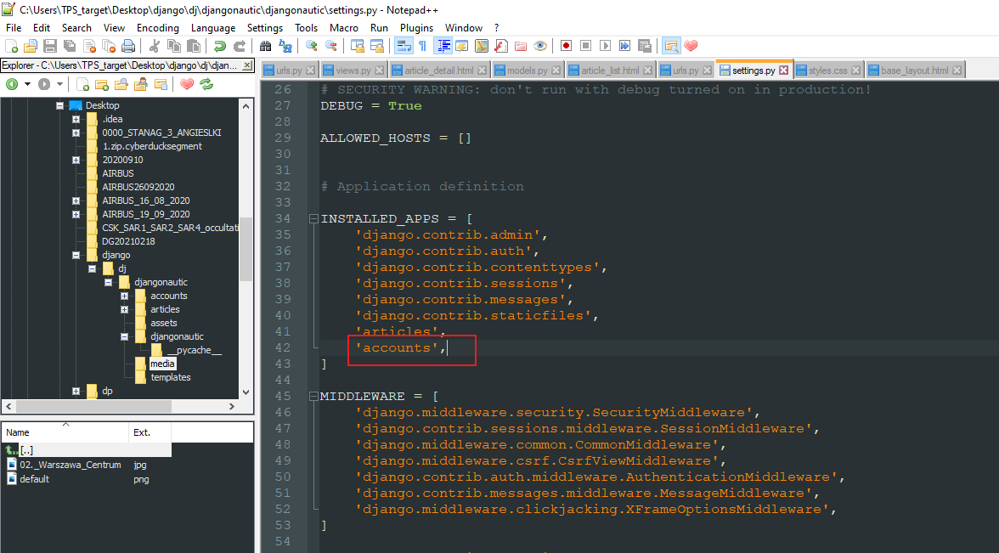 C:\Users\TPS_target\Desktop\django\dj\djangonautic\djangonautic\settings.py - Notepad++
File Edit Search View Encoding Language Settings Tools Macro Run Plugins Window ?
Explorer - C:\Users\TPS_target\Desktop\django\dj\djan...
urls.py views.py article_detail.html models.py article_list.html urls.py settings.py styles.css base_layout.html
Desktop
.idea
0000_STANAG_3_ANGIESLKI
1.zip.cyberducksegment
20200910
AIRBUS
AIRBUS26092020
AIRBUS_16_08_2020
AIRBUS_19_09_2020
CSK_SAR1_SAR2_SAR4_occultati
DG20210218
django
dj
djangonautic
accounts
articles
assets
djangonautic
__pycache__
media
templates
dp
Name Ext.
[..]
02._Warszawa_Centrum jpg
default png
26 # SECURITY WARNING: don't run with debug turned on in production!
27 DEBUG = True
28
29 ALLOWED_HOSTS = []
30
31
32 # Application definition
33
34 INSTALLED_APPS = [
35 'django.contrib.admin',
36 'django.contrib.auth',
37 'django.contrib.contenttypes',
38 'django.contrib.sessions',
39 'django.contrib.messages',
40 'django.contrib.staticfiles',
41 'articles',
42 'accounts',
43 ]
44
45 MIDDLEWARE = [
46 'django.middleware.security.SecurityMiddleware',
47 'django.contrib.sessions.middleware.SessionMiddleware',
48 'django.middleware.common.CommonMiddleware',
49 'django.middleware.csrf.CsrfViewMiddleware',
50 'django.contrib.auth.middleware.AuthenticationMiddleware',
51 'django.contrib.messages.middleware.MessageMiddleware',
52 'django.middleware.clickjacking.XFrameOptionsMiddleware',
53 ]
54